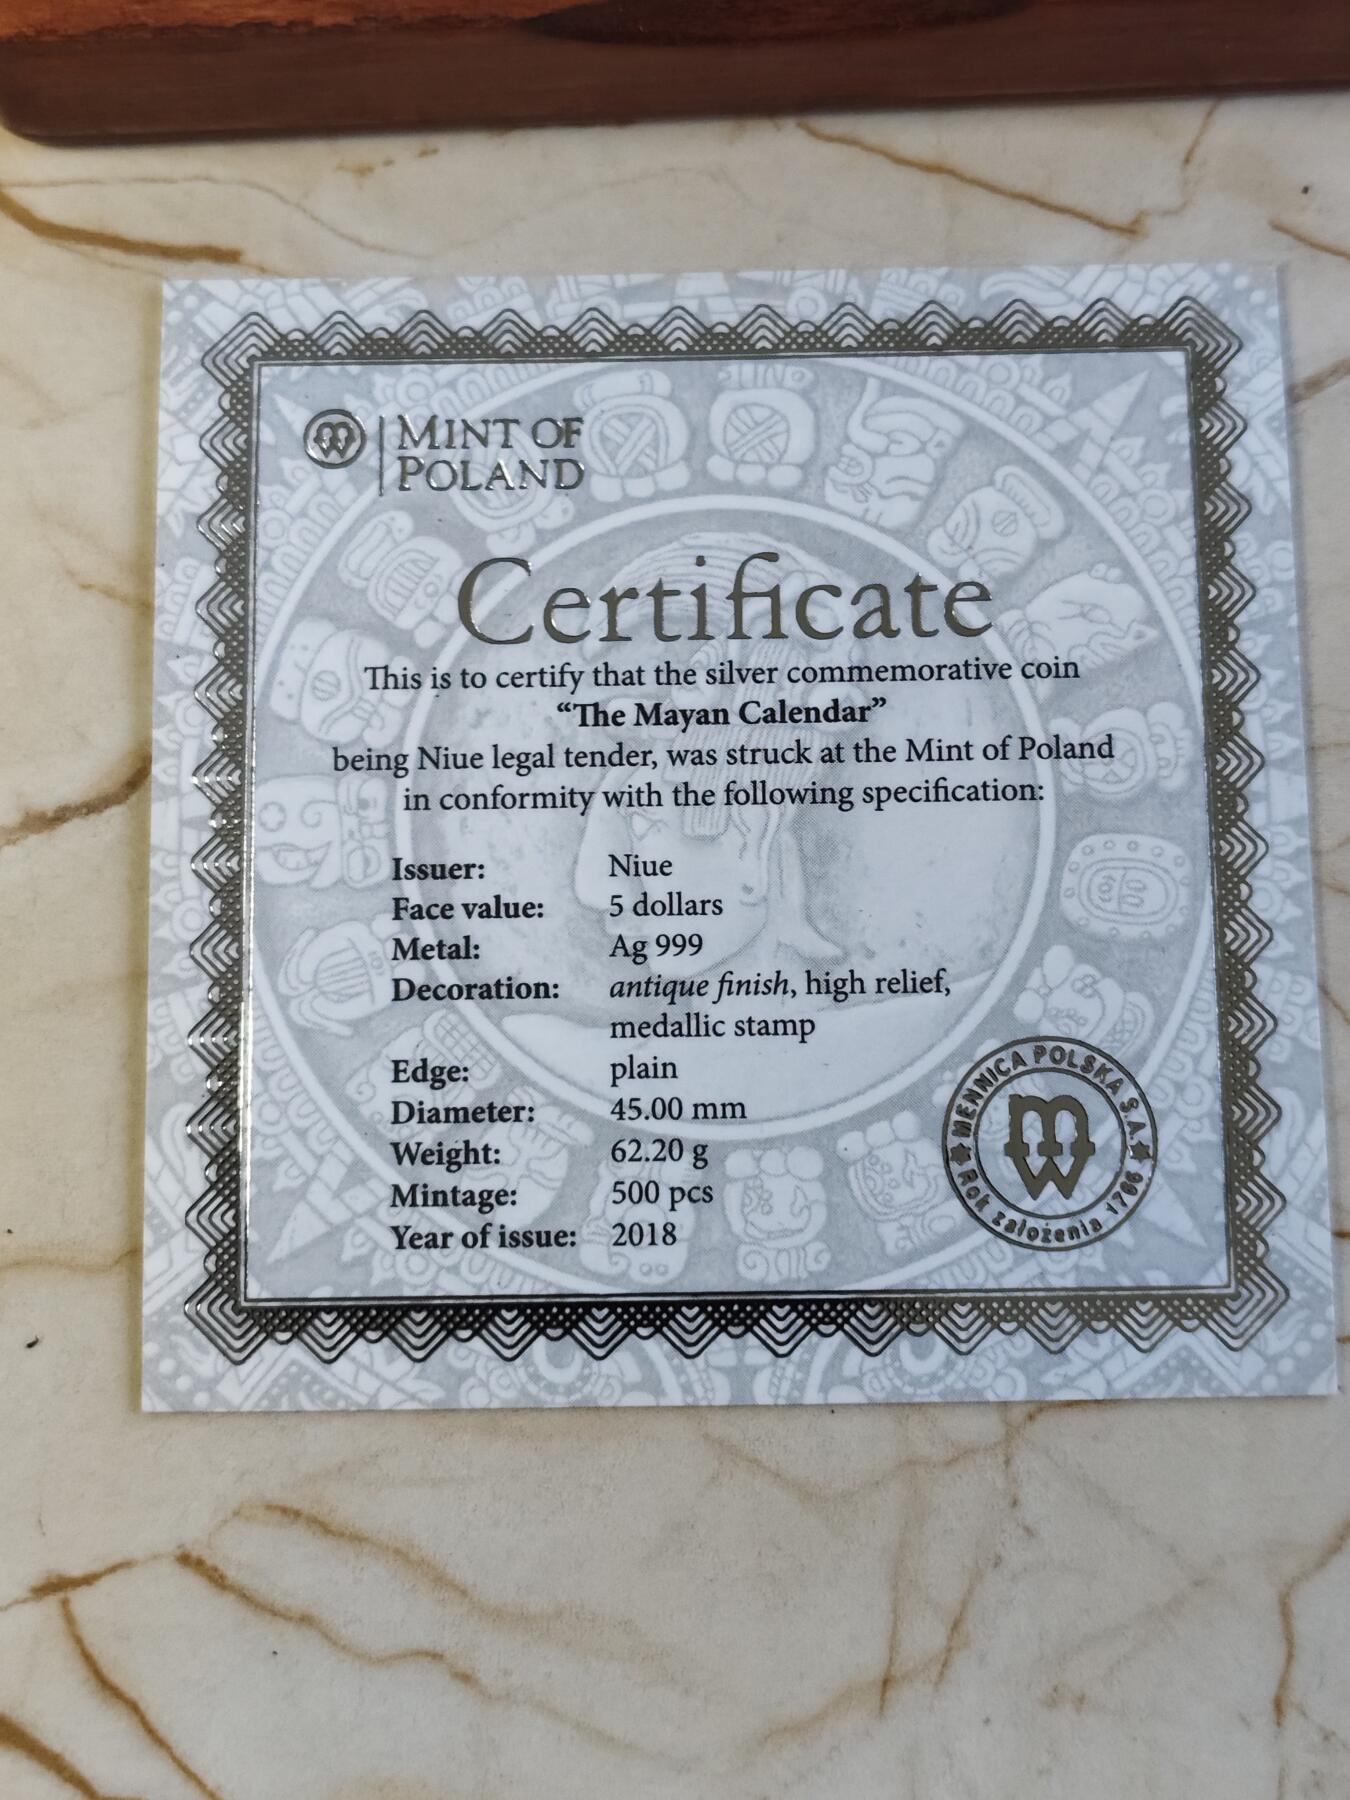 MINT OF
POLAND
Certificate
This is to certify that the silver commemorative coin
“The Mayan Calendar”
being Niue legal tender, was struck at the Mint of Poland
in conformity with the following specification:
Issuer: Niue
Face value: 5 dollars
Metal: Ag 999
Decoration: antique finish, high relief,
medallic stamp
Edge: plain
Diameter: 45.00 mm
Weight: 62.20 g
Mintage: 500 pcs
Year of issue: 2018
MENNICA POLSKA S.A.
MW
Rok założenia 1766